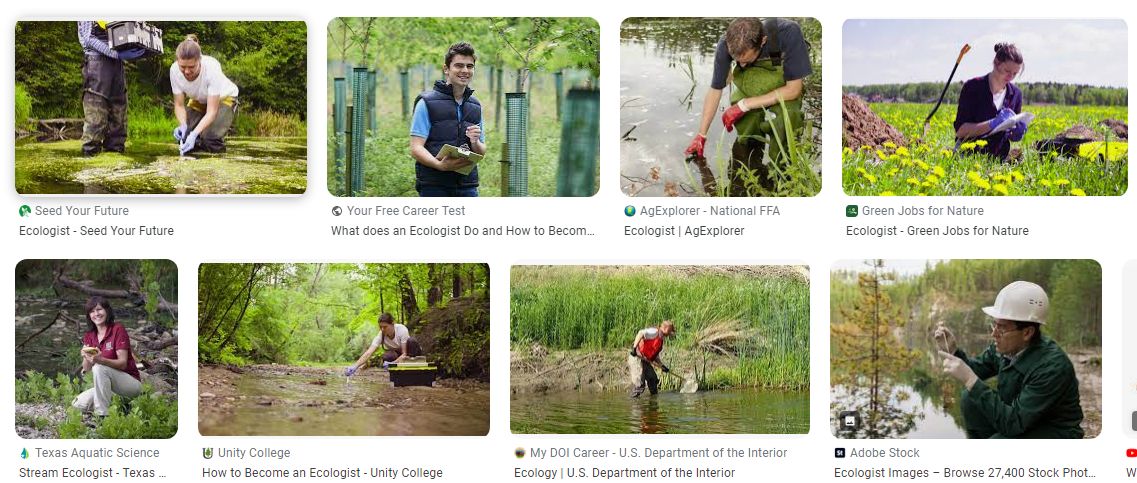 Seed Your Future
Ecologist - Seed Your Future
Your Free Career Test
What does an Ecologist Do and How to Becom...
AgExplorer - National FFA
Ecologist | AgExplorer
Green Jobs for Nature
Ecologist - Green Jobs for Nature
Texas Aquatic Science
Stream Ecologist - Texas ...
Unity College
How to Become an Ecologist - Unity College
My DOI Career - U.S. Department of the Interior
Ecology | U.S. Department of the Interior
St
Adobe Stock
Ecologist Images – Browse 27,400 Stock Phot...
W